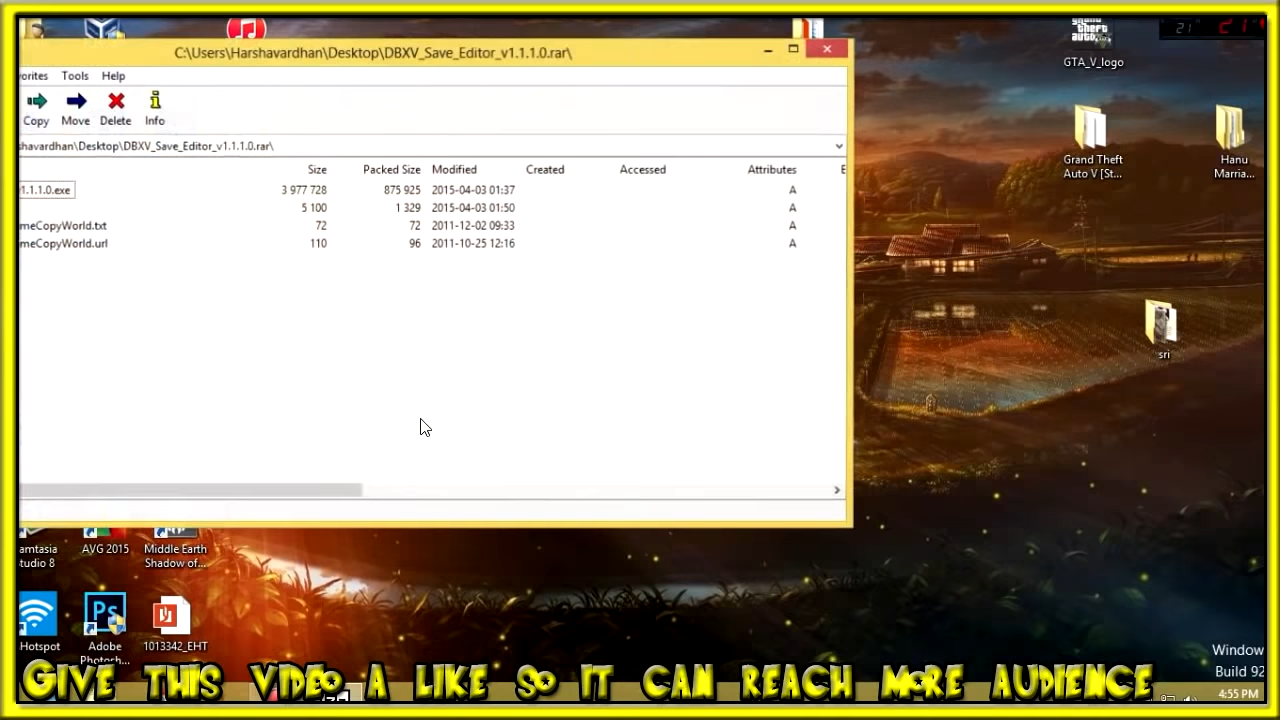 C:\Users\Harshavardhan\Desktop\DBXV_Save_Editor_v1.1.1.0.rar\
GTA_V_logo
vorites Tools Help
Copy Move Delete Info
shavardhan\Desktop\DBXV_Save_Editor_v1.1.1.0.rar\
Size Packed Size Modified Created Accessed Attributes
v1.1.1.0.exe 3 977 728 875 925 2015-04-03 01:37 A
5 100 1 329 2015-04-03 01:50 A
meCopyWorld.txt 72 72 2011-12-02 09:33 A
meCopyWorld.url 110 96 2011-10-25 12:16 A
grand theft auto
Grand Theft
Auto V [St...
Hanu
Marria...
sri
amtasia
tudio 8
AVG 2015
Middle Earth
Shadow of...
Hotspot
Ps
Adobe
Photosh...
1013342_EHT
Window
Build 92
4:55 PM
Give this video a like so it can reach more audience